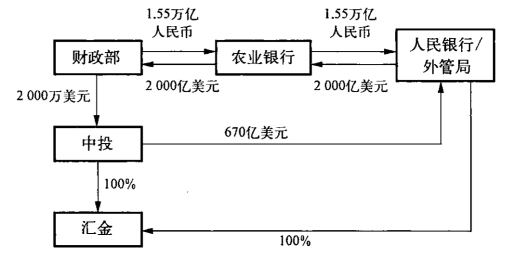 1.55万亿
人民币
1.55万亿
人民币
财政部
农业银行
人民银行/
外管局
2 000亿美元
2 000亿美元
2 000万美元
中投
670亿美元
100%
汇金
100%